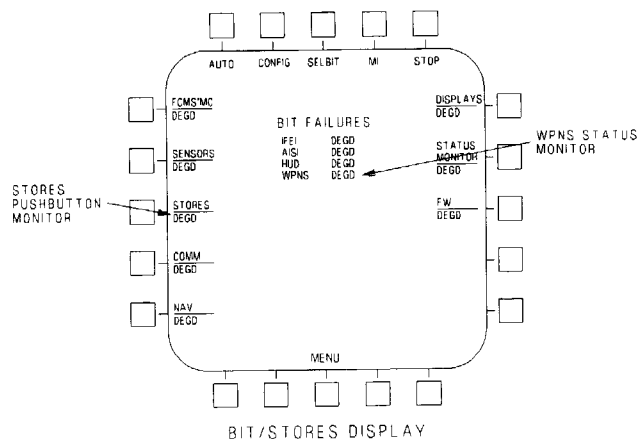 AUTO CONFIG SELBIT MI STOP
FCMS*MC
DEGD
SENSORS
DEGD
STORES
DEGD
COMM
DEGD
NAV
DEGD
BIT FAILURES
IFEI DEGD
AISI DEGD
HUD DEGD
WPNS DEGD
DISPLAYS
DEGD
STATUS
MONITOR
DEGD
EW
DEGD
MENU
STORES
PUSHBUTTON
MONITOR
WPNS STATUS
MONITOR
BIT/STORES DISPLAY